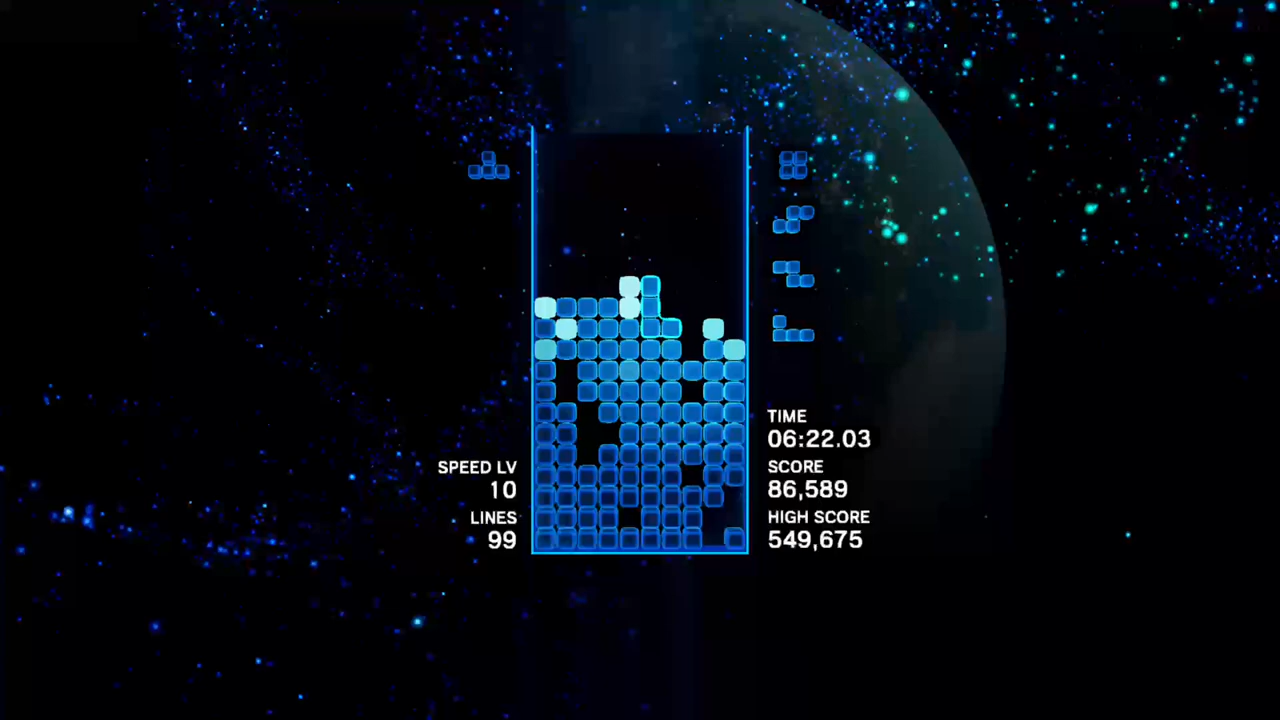 SPEED LV
10
LINES
99
TIME
06:22.03
SCORE
86,589
HIGH SCORE
549,675